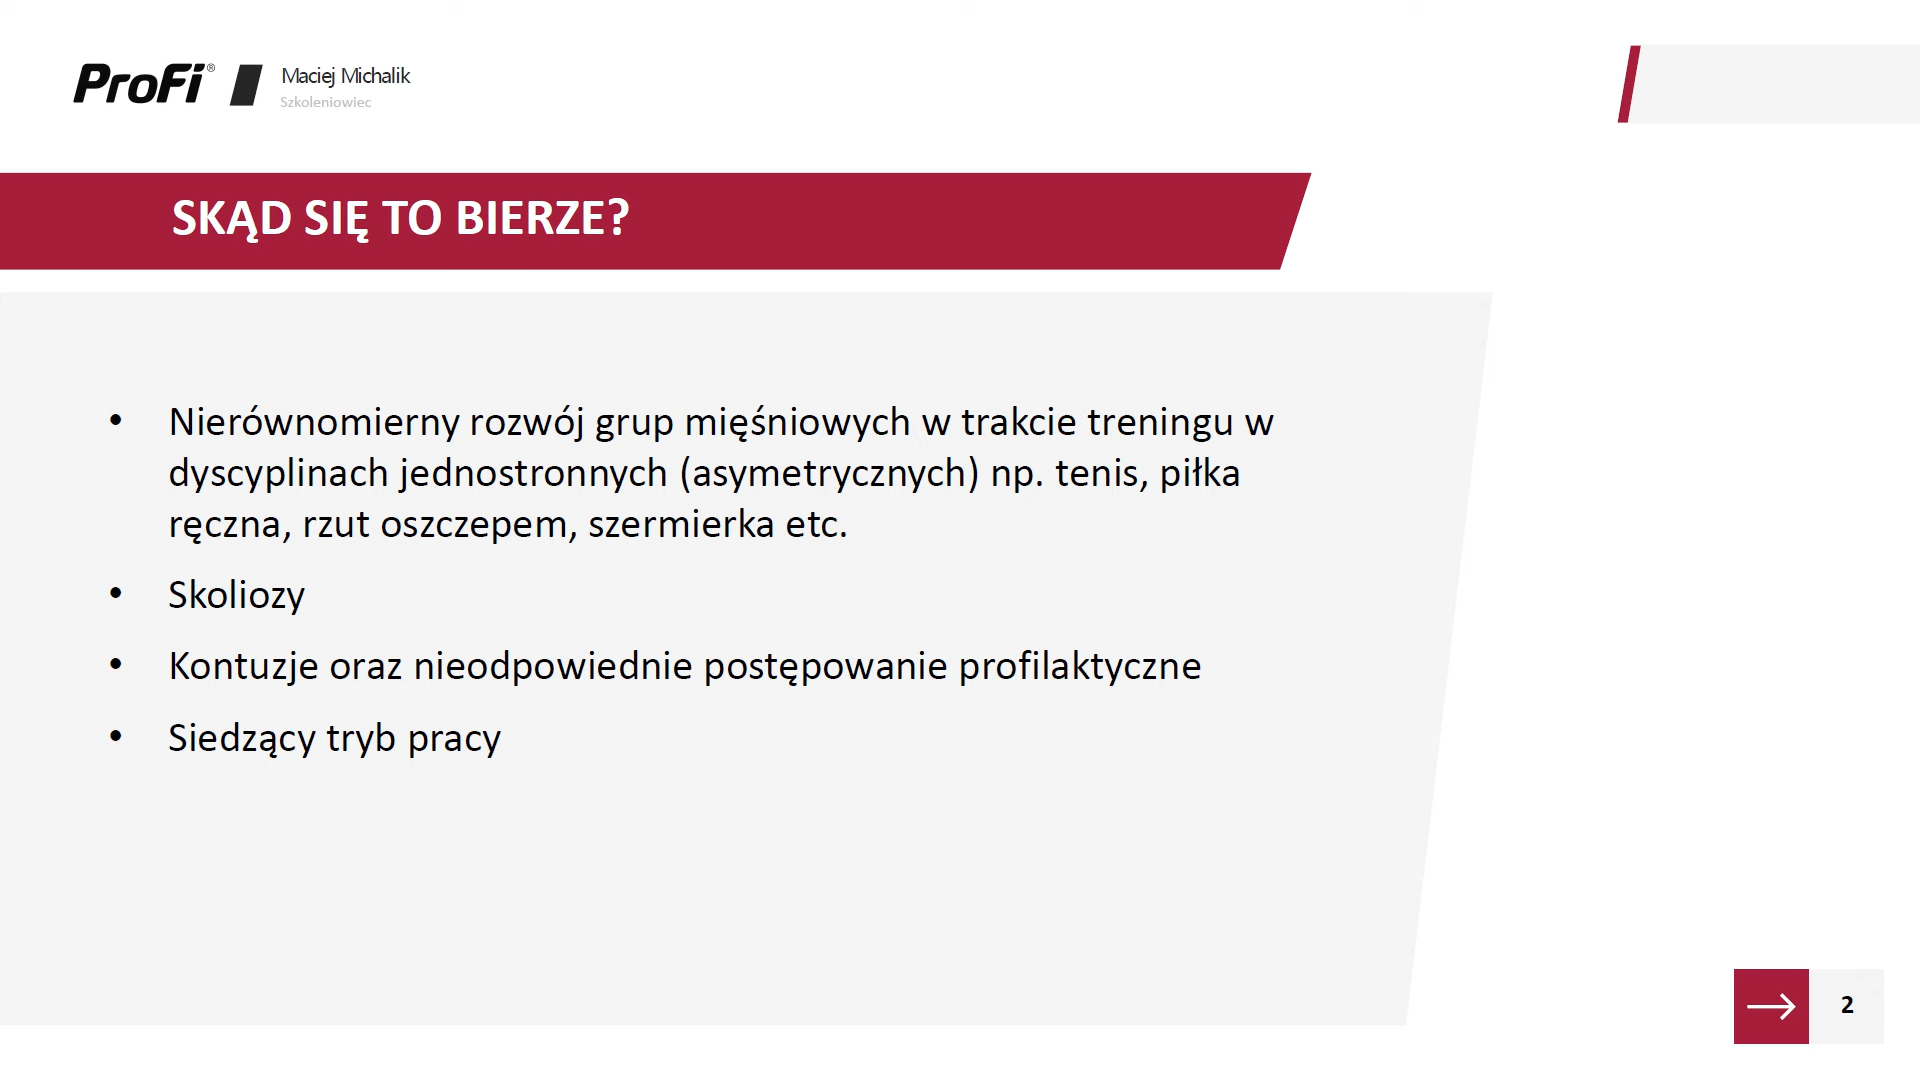 ProFi®
Maciej Michalik
Szkoleniowiec
SKĄD SIĘ TO BIERZE?
• Nierównomierny rozwój grup mięśniowych w trakcie treningu w
dyscyplinach jednostronnych (asymetrycznych) np. tenis, piłka
ręczna, rzut oszczepem, szermierka etc.
• Skoliozy
• Kontuzje oraz nieodpowiednie postępowanie profilaktyczne
• Siedzący tryb pracy
2